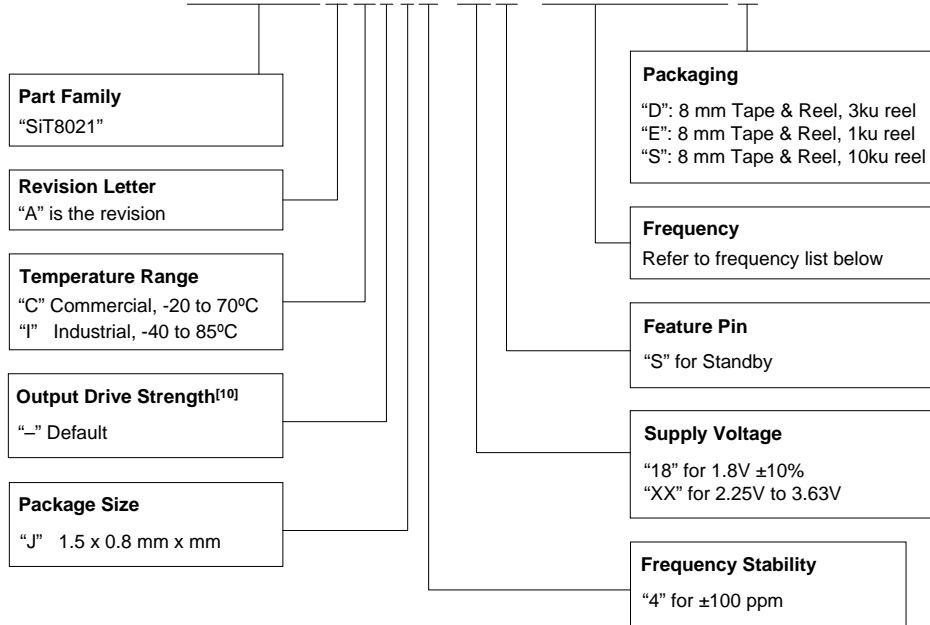 Part Family
“SiT8021”
Revision Letter
“A” is the revision
Temperature Range
“C” Commercial, -20 to 70ºC
“I” Industrial, -40 to 85ºC
Output Drive Strength[10]
“–” Default
Package Size
“J” 1.5 x 0.8 mm x mm
Packaging
“D”: 8 mm Tape & Reel, 3ku reel
“E”: 8 mm Tape & Reel, 1ku reel
“S”: 8 mm Tape & Reel, 10ku reel
Frequency
Refer to frequency list below
Feature Pin
“S” for Standby
Supply Voltage
“18” for 1.8V ±10%
“XX” for 2.25V to 3.63V
Frequency Stability
“4” for ±100 ppm